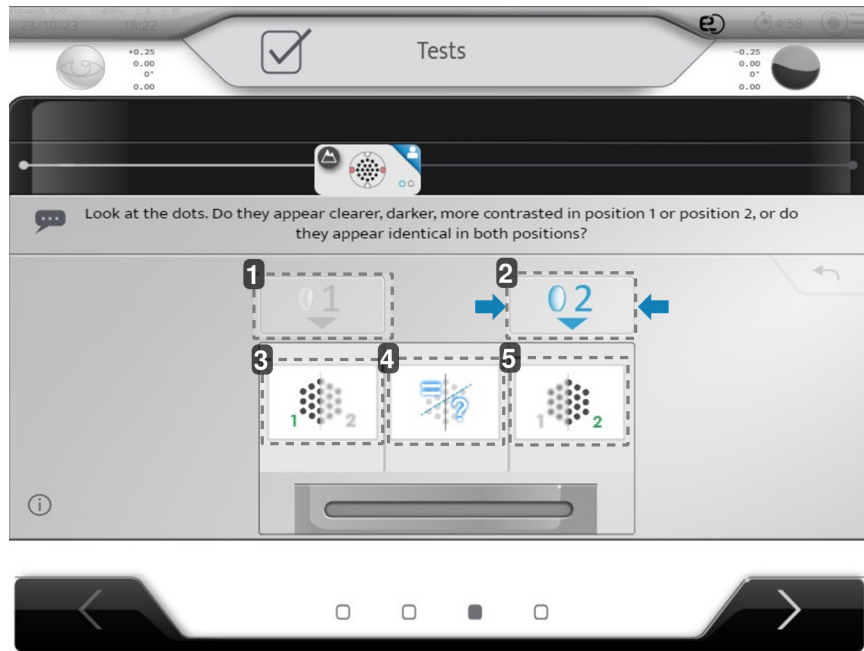 23/10/23 18:22
Tests
4'58
+0.25
0.00
0°
0.00
-0.25
0.00
0°
0.00
Look at the dots. Do they appear clearer, darker, more contrasted in position 1 or position 2, or do
they appear identical in both positions?
1 2
1 2
3 4 5
1 2 = ? 1 2